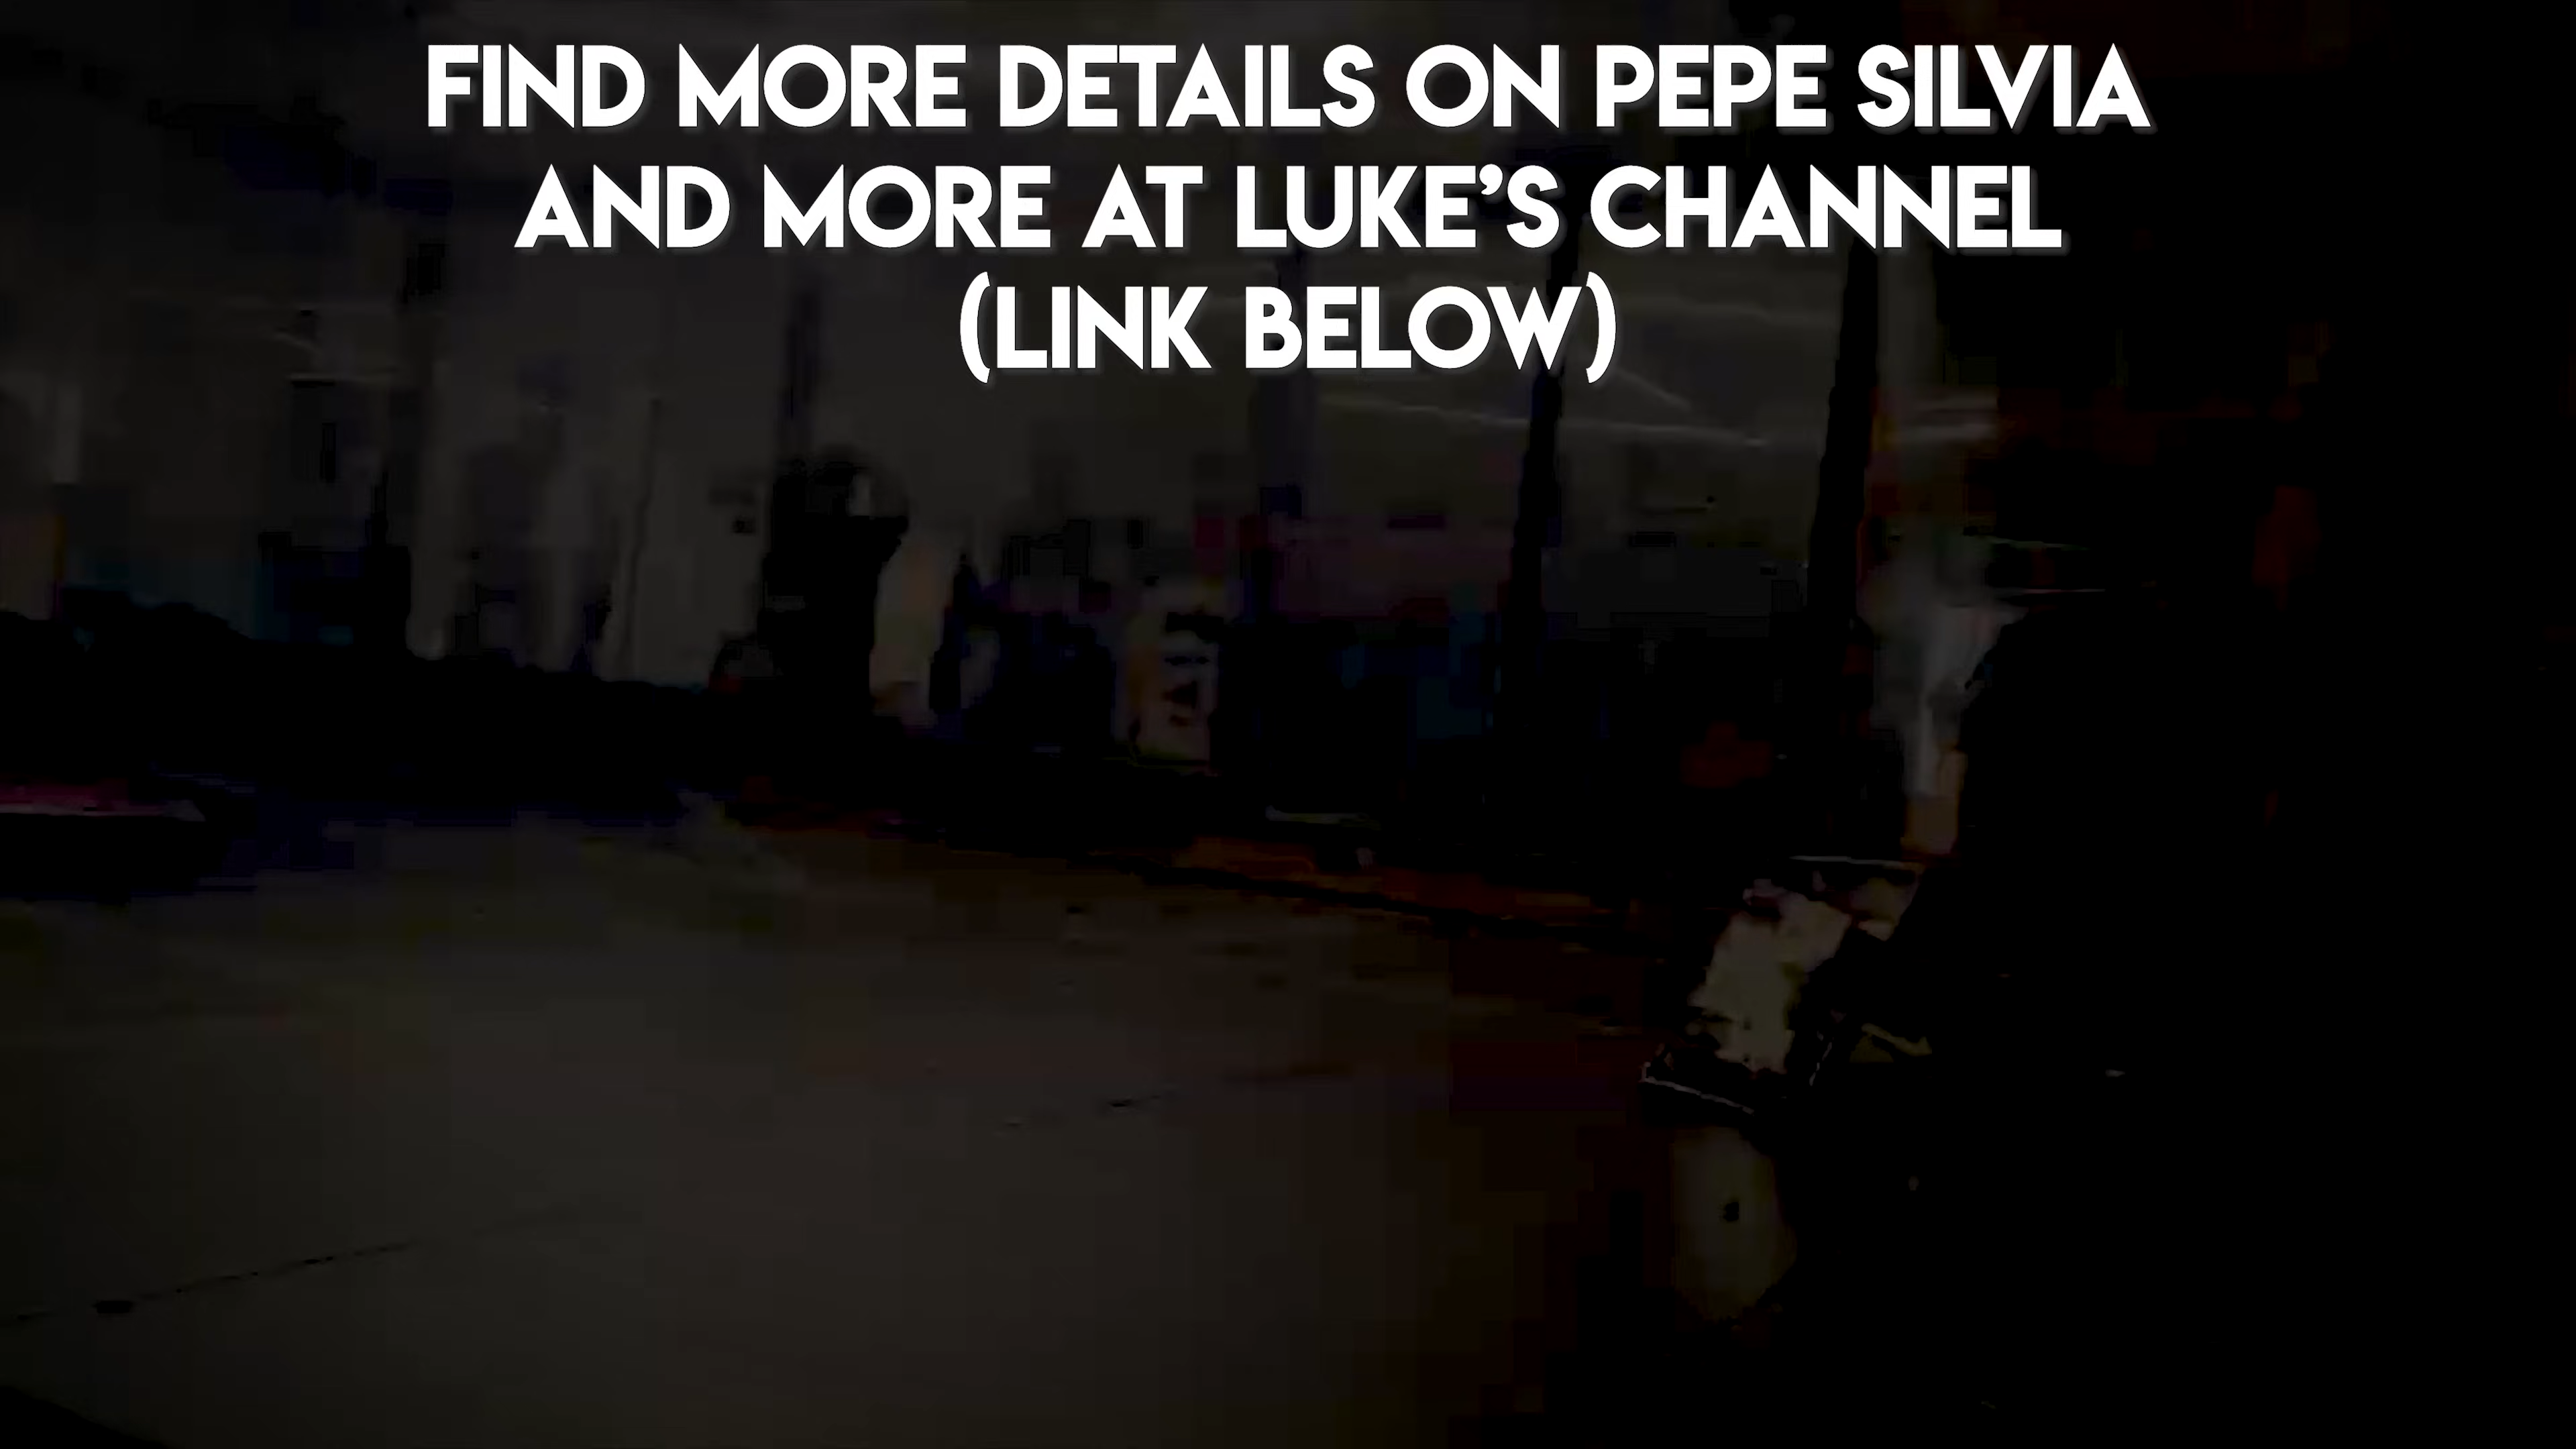 FIND MORE DETAILS ON PEPE SILVIA
AND MORE AT LUKE’S CHANNEL
(LINK BELOW)